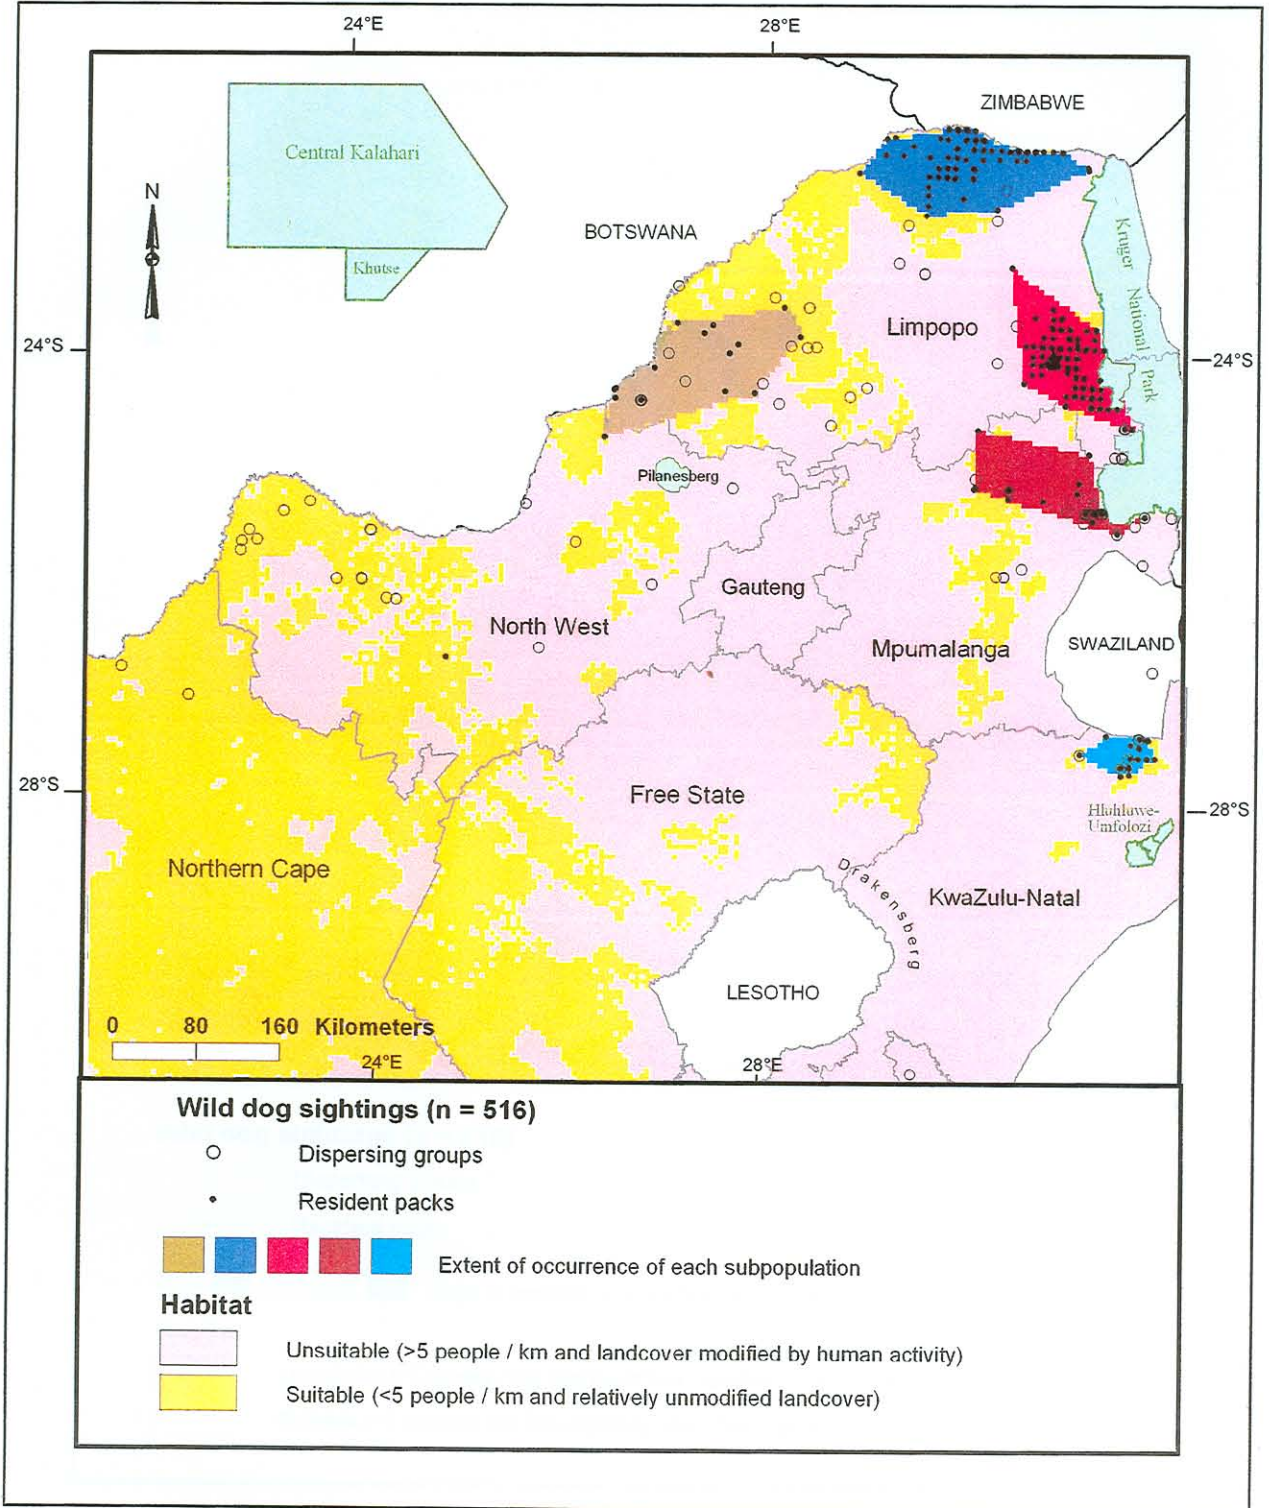 24°E
28°E
ZIMBABWE
Central Kalahari
N
BOTSWANA
Khutse
Kruger National Park
24°S
Limpopo
24°S
Pilanesberg
Gauteng
North West
Mpumalanga
SWAZILAND
28°S
Free State
28°S
Hluhluwe-
Umfolozi
Northern Cape
Drakensberg
KwaZulu-Natal
LESOTHO
0 80 160 Kilometers
24°E
28°E
Wild dog sightings (n = 516)
Dispersing groups
Resident packs
Extent of occurrence of each subpopulation
Habitat
Unsuitable (>5 people / km and landcover modified by human activity)
Suitable (<5 people / km and relatively unmodified landcover)